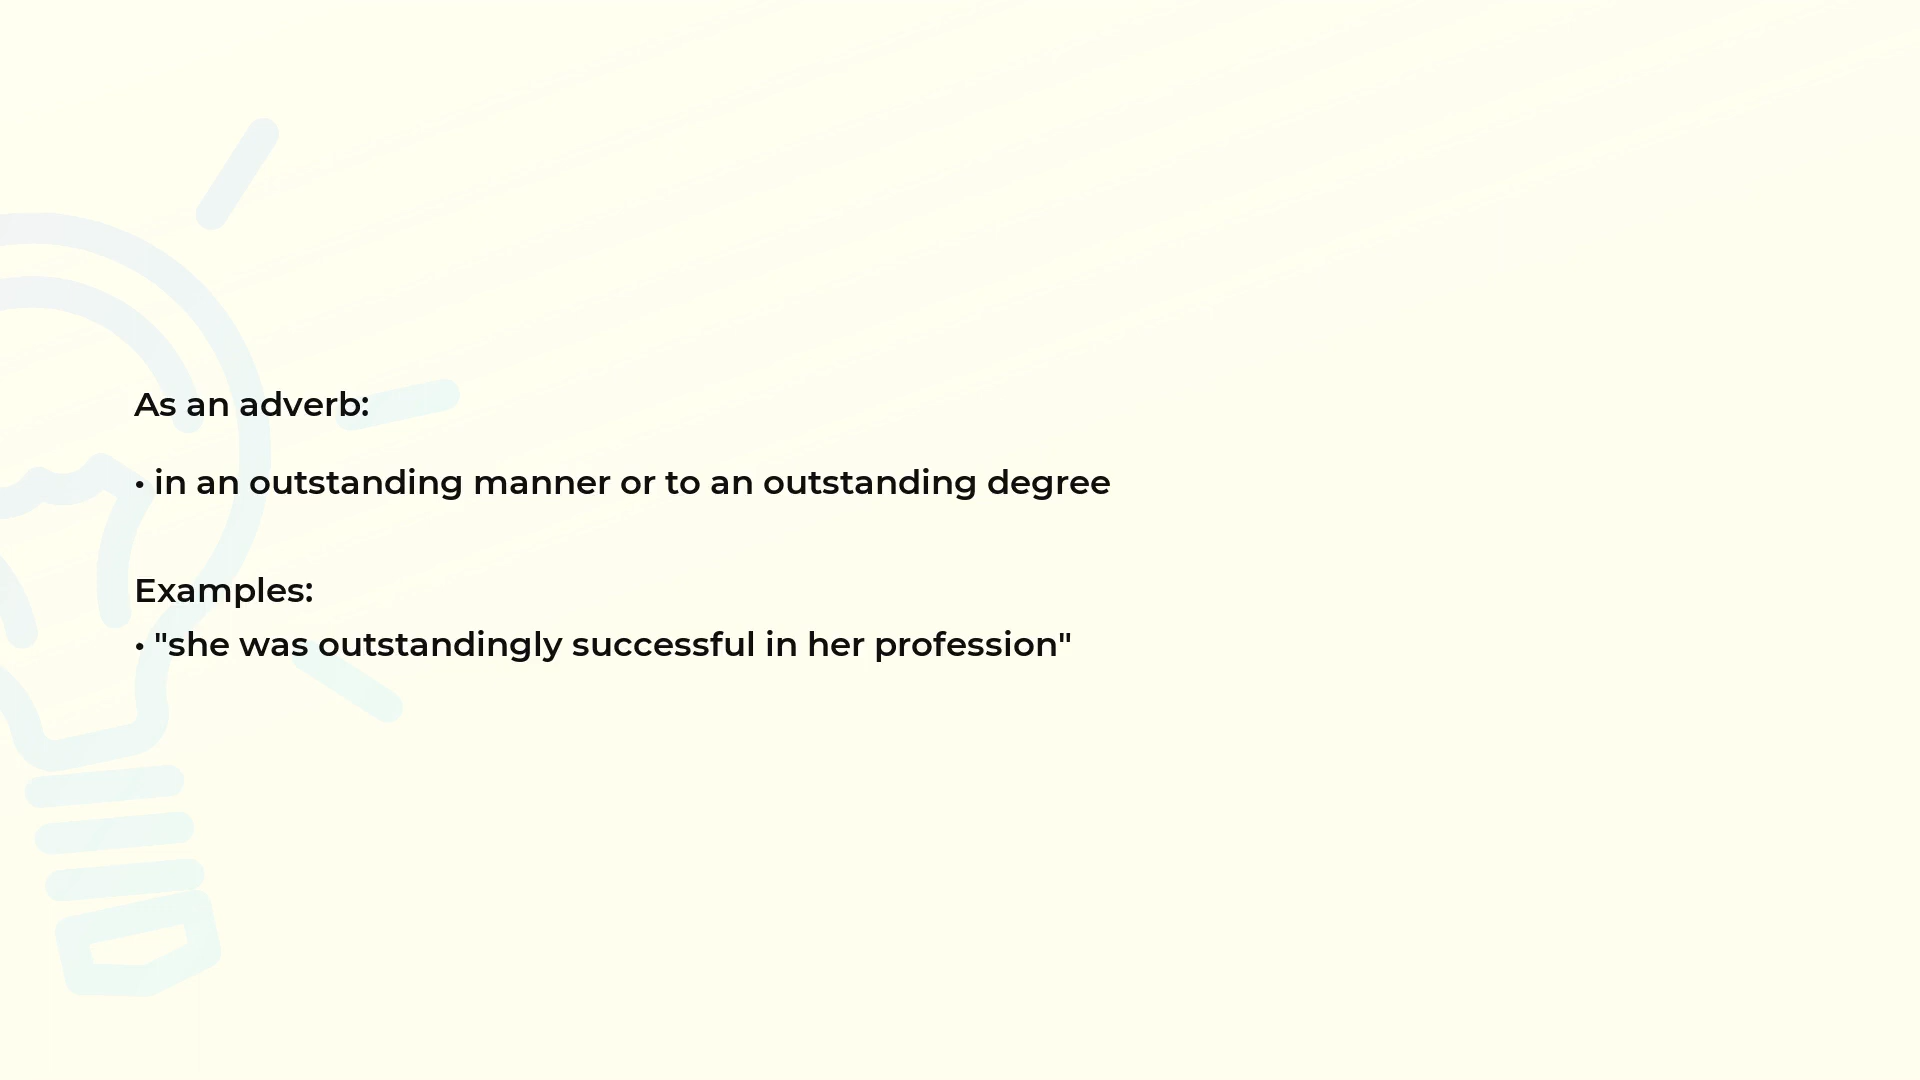 As an adverb:
• in an outstanding manner or to an outstanding degree
Examples:
• "she was outstandingly successful in her profession"